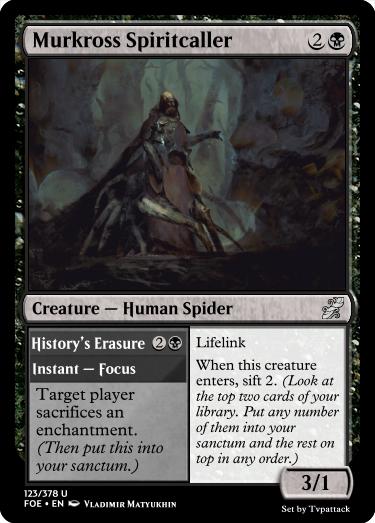 Murkross Spiritcaller 2
Creature — Human Spider
History's Erasure 2
Instant — Focus
Target player
sacrifices an
enchantment.
(Then put this into
your sanctum.)
Lifelink
When this creature
enters, sift 2. (Look at
the top two cards of your
library. Put any number
of them into your
sanctum and the rest on
top in any order.)
3/1
123/378 U
FOE • EN Vladimir Matyukhin
Set by Tvpattack